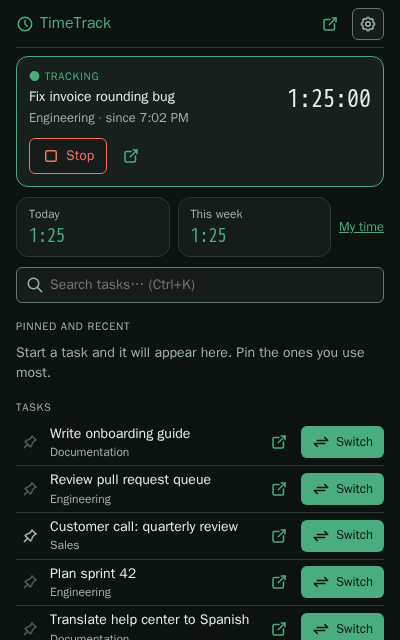 TimeTrack
TRACKING
Fix invoice rounding bug
1:25:00
Engineering · since 7:02 PM
Stop
Today
1:25
This week
1:25
My time
Search tasks··· (Ctrl+K)
PINNED AND RECENT
Start a task and it will appear here. Pin the ones you use
most.
TASKS
Write onboarding guide
Documentation
Switch
Review pull request queue
Engineering
Switch
Customer call: quarterly review
Sales
Switch
Plan sprint 42
Engineering
Switch
Translate help center to Spanish
Documentation
Switch